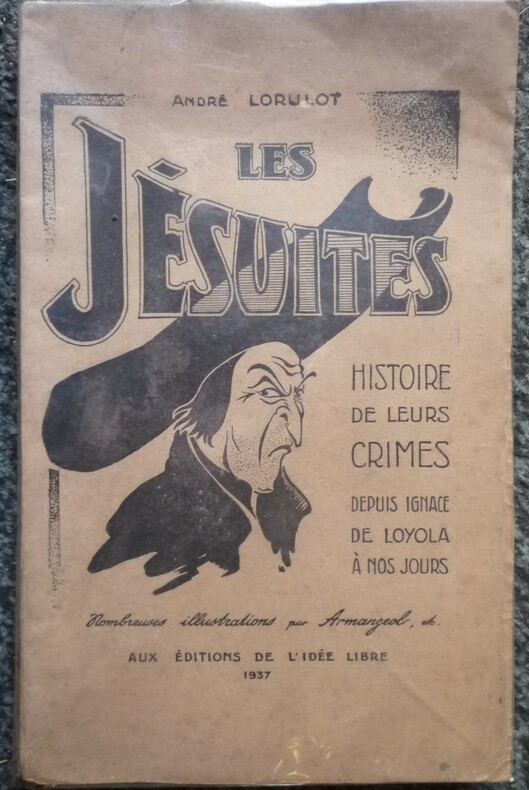 ANDRÉ LORULOT
LES
JÉSUITES
HISTOIRE
DE LEURS
CRIMES
DEPUIS IGNACE
DE LOYOLA
À NOS JOURS
Nombreuses illustrations par Armangeol, etc.
AUX ÉDITIONS DE L'IDÉE LIBRE
1937